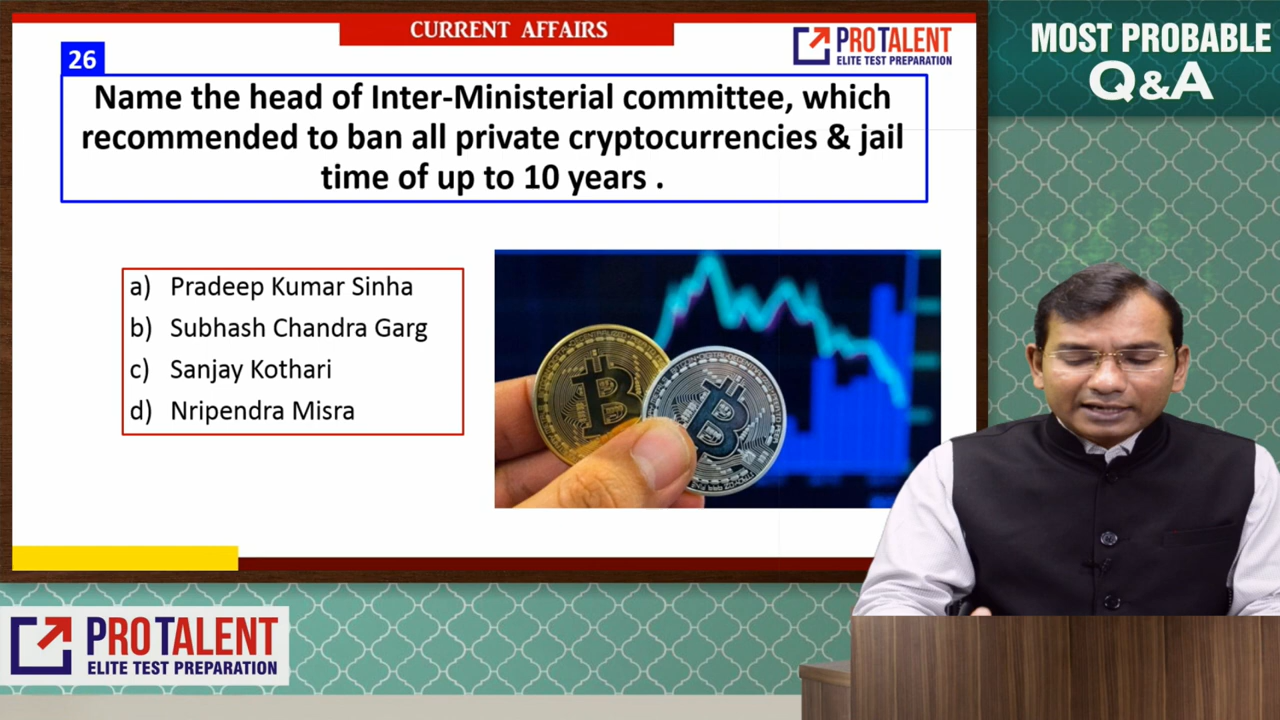 CURRENT AFFAIRS
PROTALENT
ELITE TEST PREPARATION
MOST PROBABLE
Q&A
26
Name the head of Inter-Ministerial committee, which
recommended to ban all private cryptocurrencies & jail
time of up to 10 years .
a) Pradeep Kumar Sinha
b) Subhash Chandra Garg
c) Sanjay Kothari
d) Nripendra Misra
PROTALENT
ELITE TEST PREPARATION